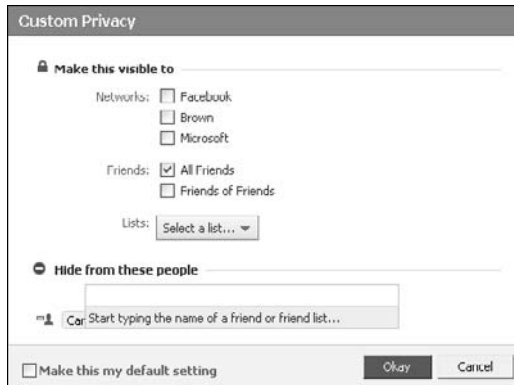 Custom Privacy
Make this visible to
Networks: Facebook
Brown
Microsoft
Friends: All Friends
Friends of Friends
Lists: Select a list...
Hide from these people
Start typing the name of a friend or friend list...
Make this my default setting
Okay Cancel